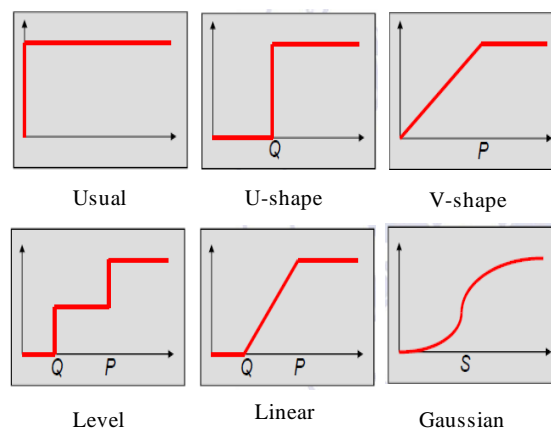 Q
P
Usual
U-shape
V-shape
Q P
Q P
S
Level
Linear
Gaussian